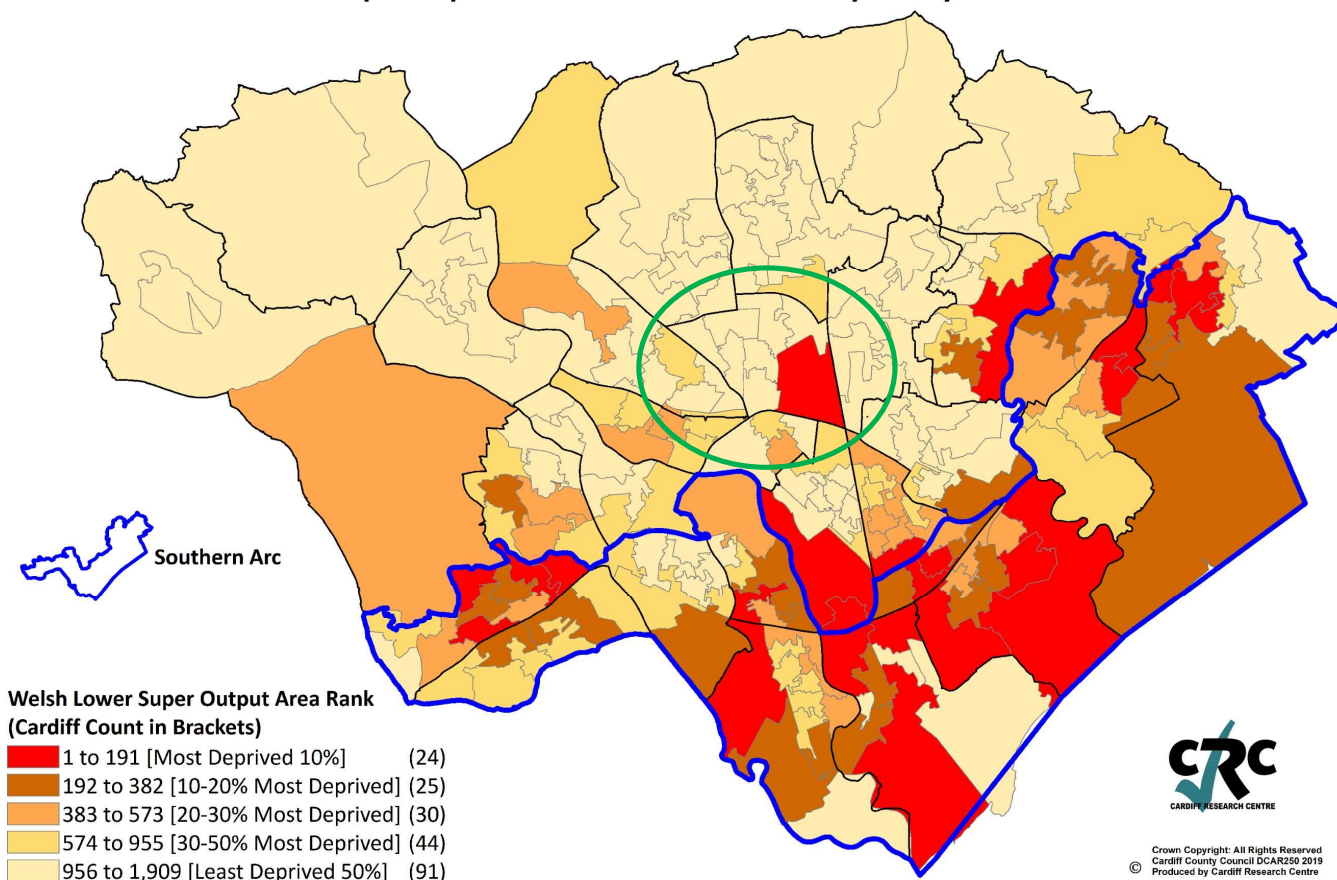 Southern Arc
Welsh Lower Super Output Area Rank
(Cardiff Count in Brackets)
1 to 191 [Most Deprived 10%] (24)
192 to 382 [10-20% Most Deprived] (25)
383 to 573 [20-30% Most Deprived] (30)
574 to 955 [30-50% Most Deprived] (44)
956 to 1,909 [Least Deprived 50%] (91)
CRC
CARDIFF RESEARCH CENTRE
Crown Copyright: All Rights Reserved
Cardiff County Council DCAR250 2019
© Produced by Cardiff Research Centre